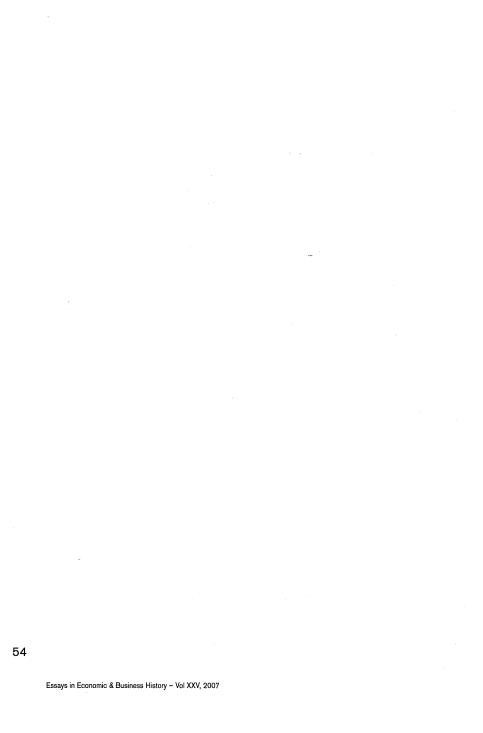 54
Essays in Economic & Business History – Vol XXV, 2007